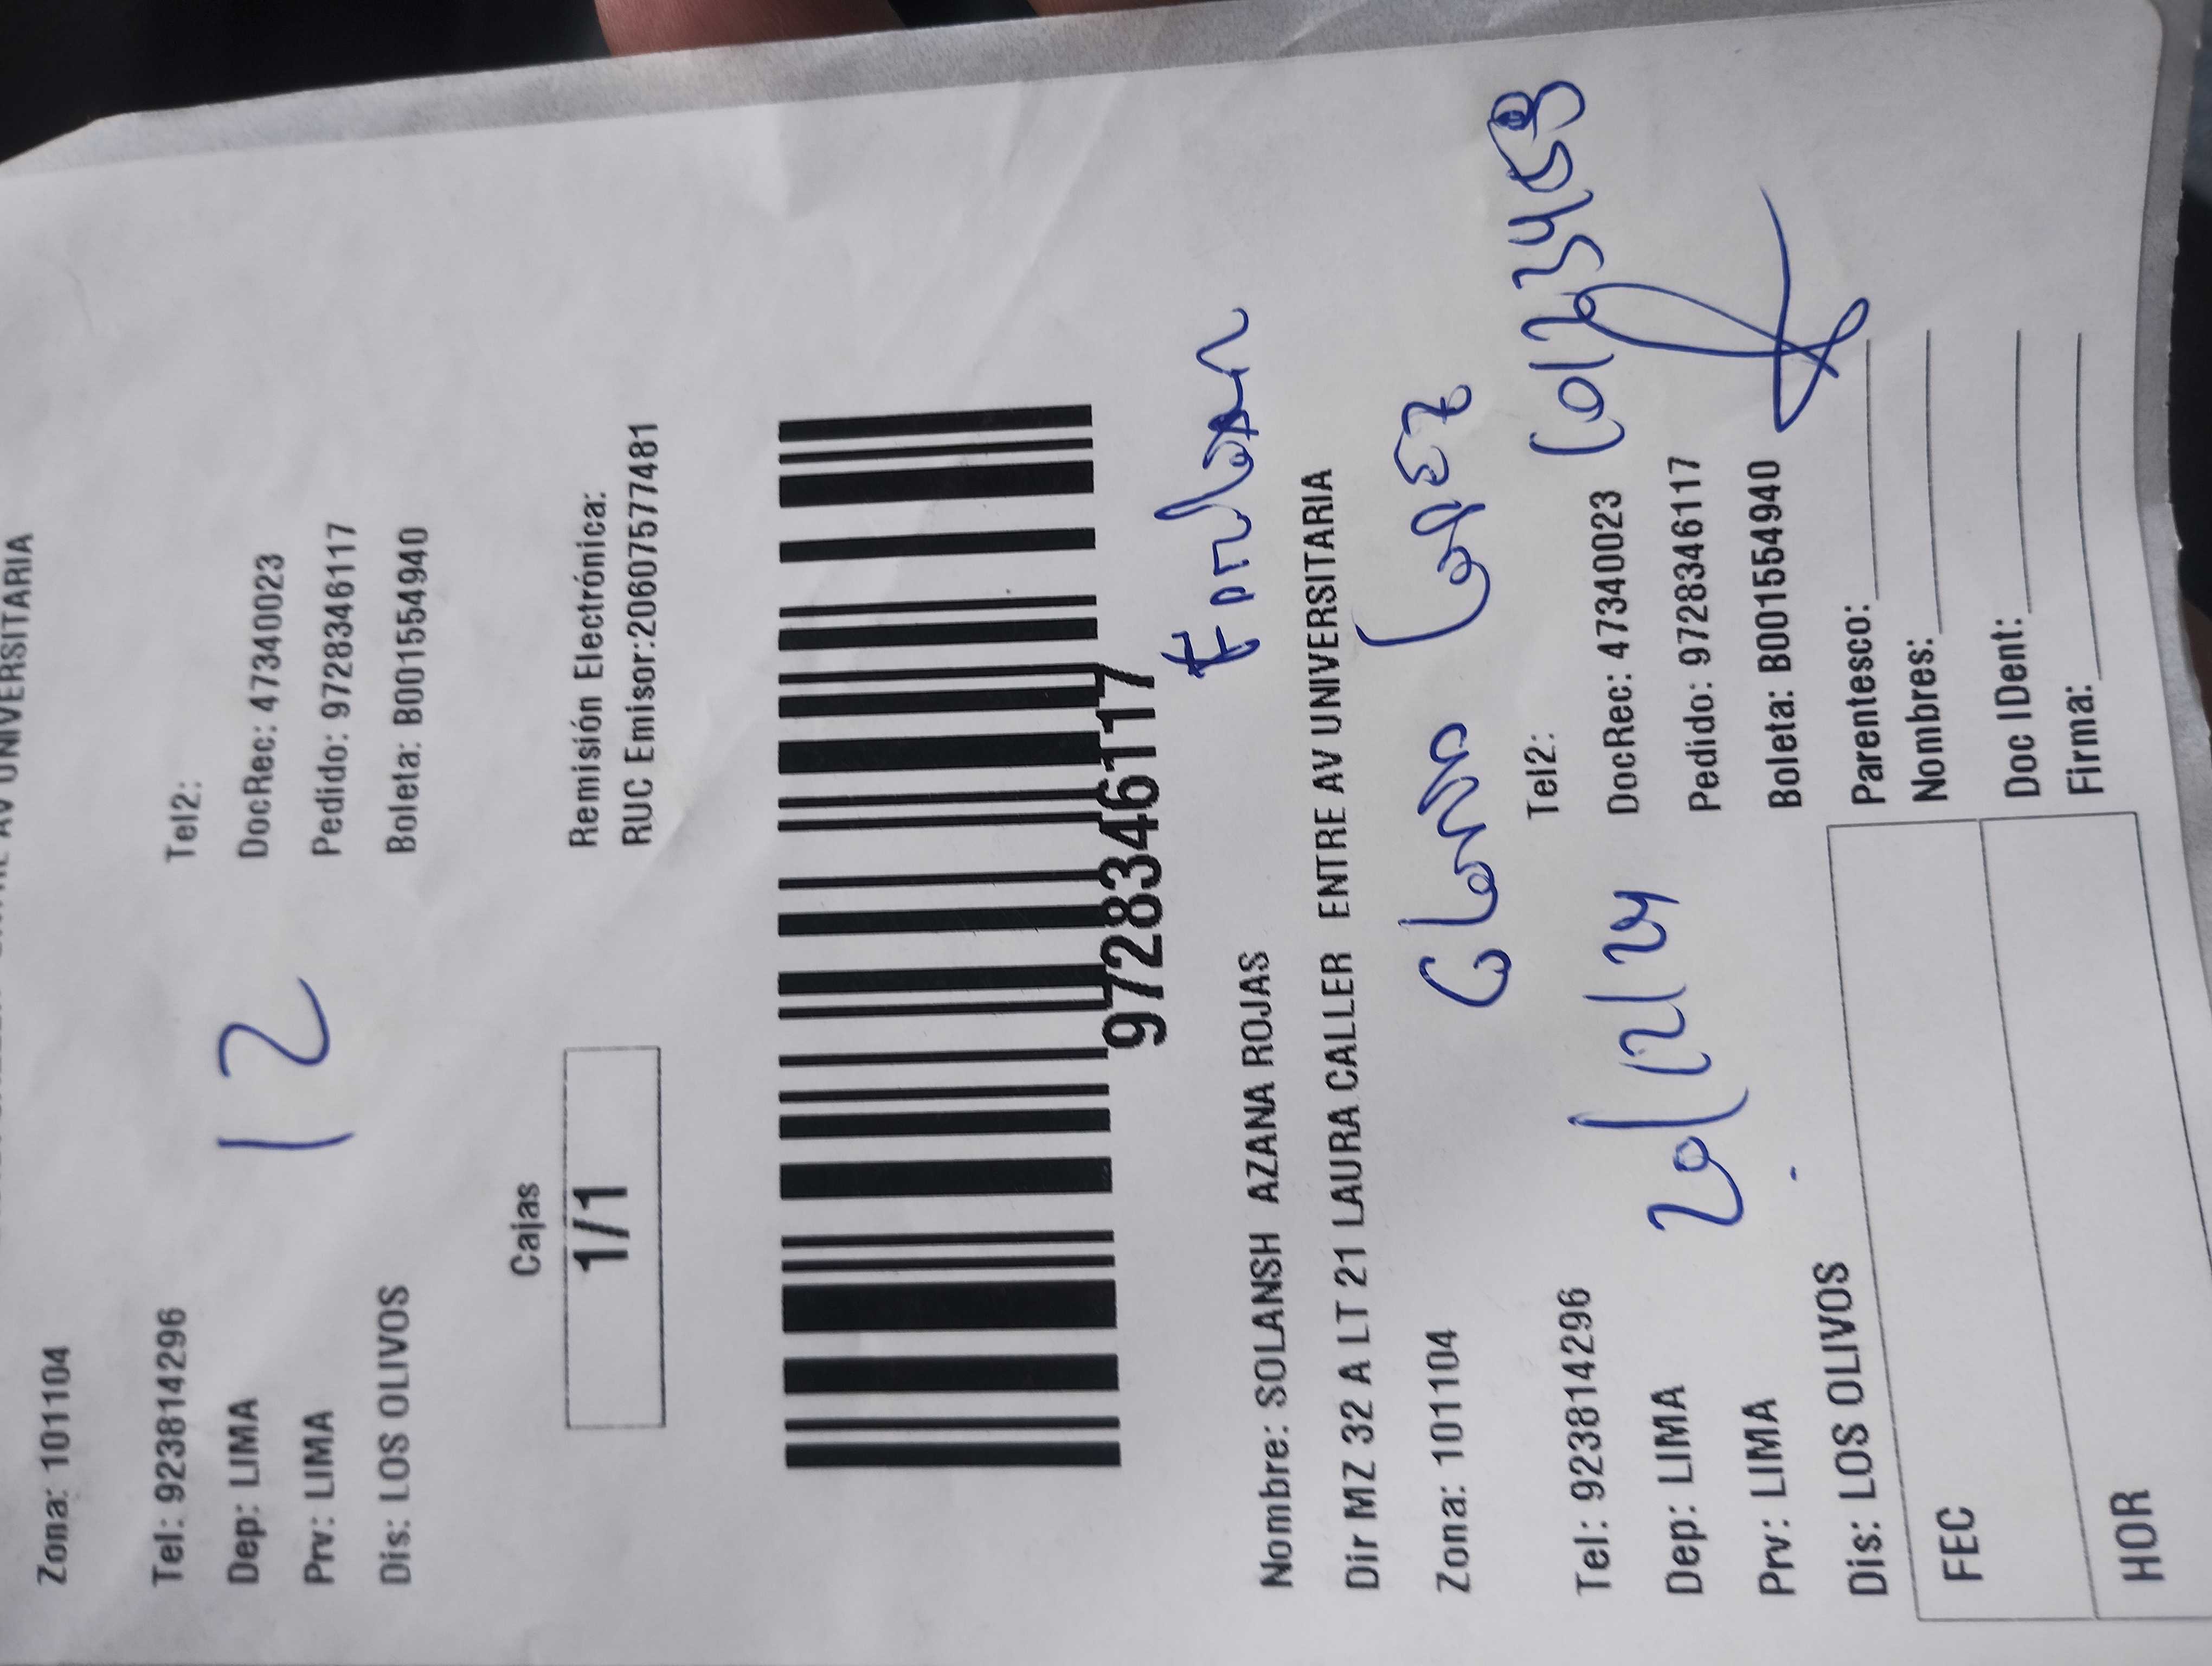 AV UNIVERSITARIA
Zona: 101104
Tel: 923814296 Tel2:
Dep: LIMA 12 DocRec: 47340023
Prv: LIMA Pedido: 9728346117
Dis: LOS OLIVOS Boleta: B001554940
Cajas
1/1
Remisión Electrónica:
RUC Emisor:20607577481
9728346117
Nombre: SOLANSH AZANA ROJAS
Dir MZ 32 A LT 21 LAURA CALLER ENTRE AV UNIVERSITARIA
Zona: 101104
Lopez
Tel: 923814296 Tel2:
Dep: LIMA DocRec: 47340023
Prv: LIMA Pedido: 9728346117
Dis: LOS OLIVOS Boleta: B001554940
FEC
HOR
Parentesco:
Nombres:
Doc IDent:
Firma: